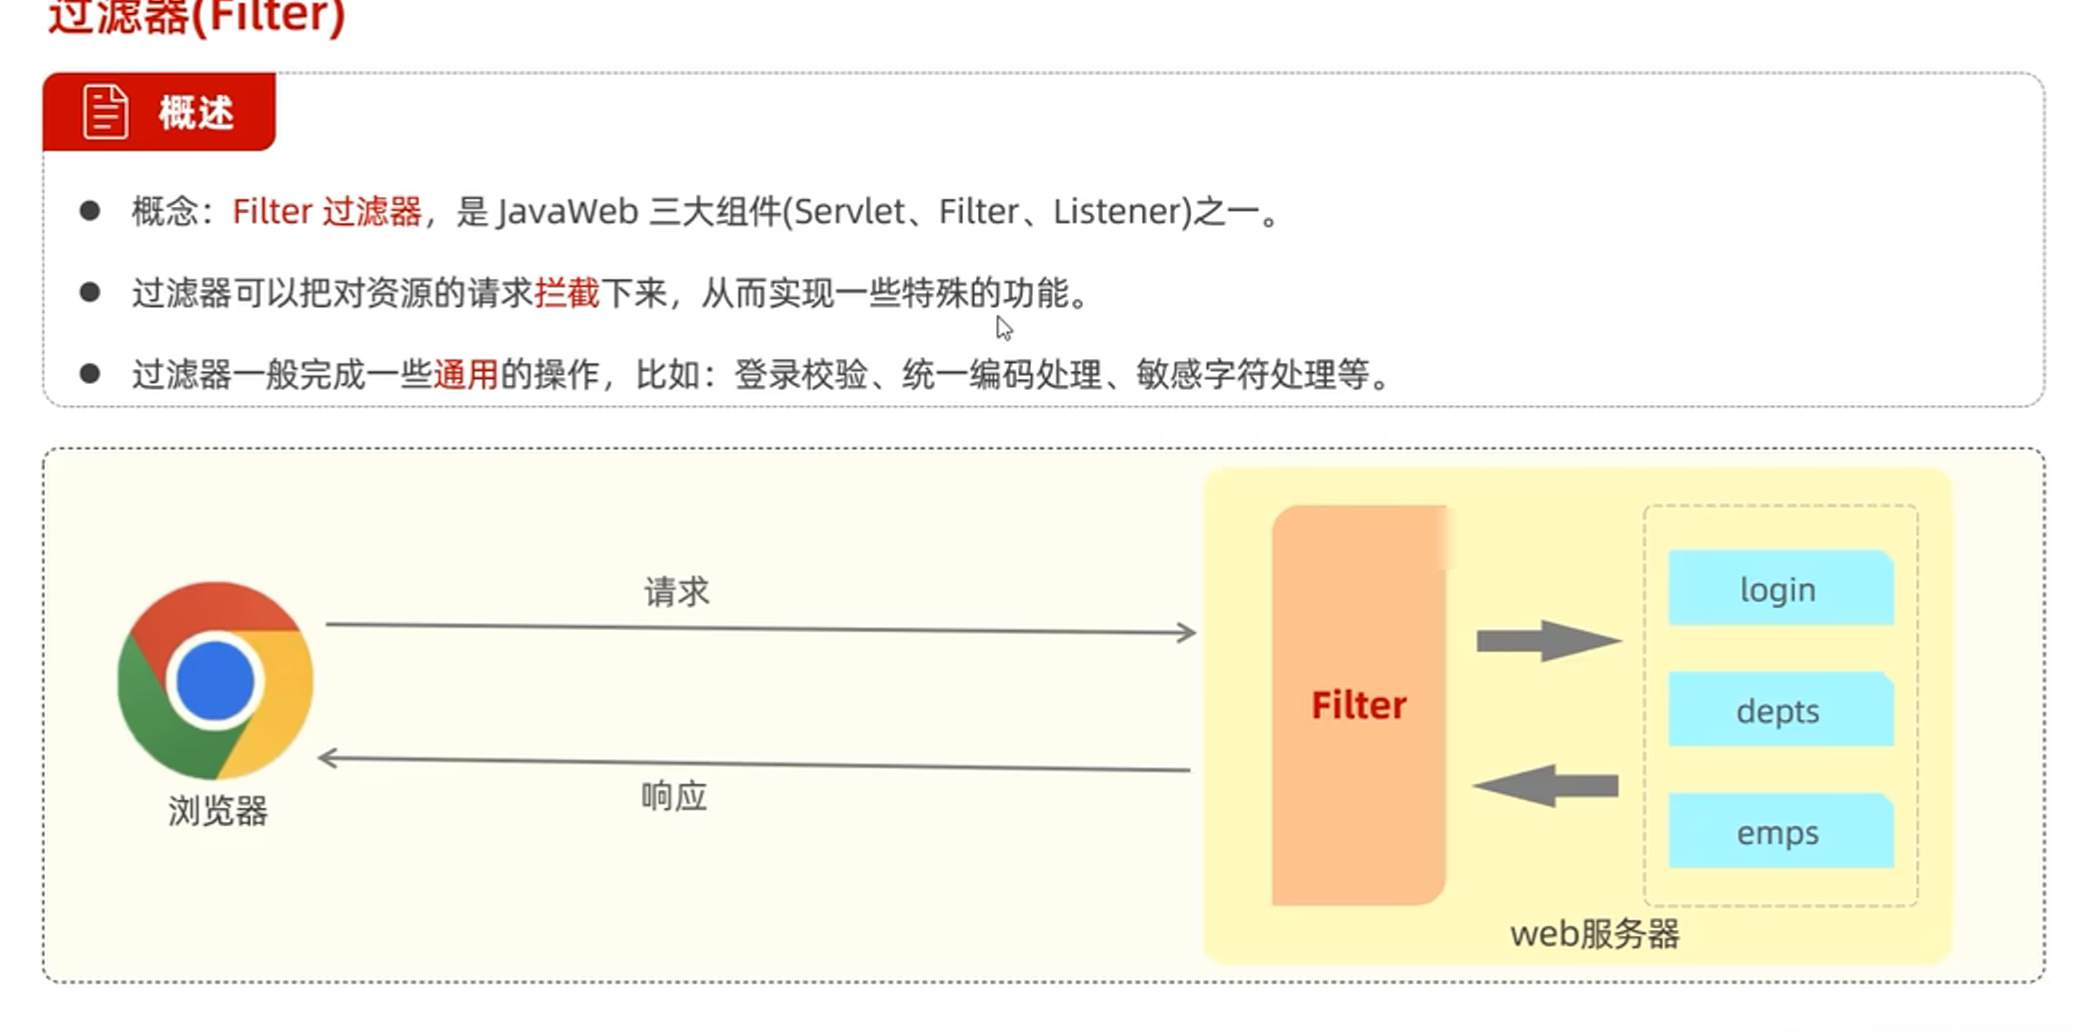 过滤器(Filter)
概述
概念：Filter 过滤器，是 JavaWeb 三大组件(Servlet、Filter、Listener)之一。
过滤器可以把对资源的请求拦截下来，从而实现一些特殊的功能。
过滤器一般完成一些通用的操作，比如：登录校验、统一编码处理、敏感字符处理等。
请求
响应
浏览器
Filter
login
depts
emps
web服务器